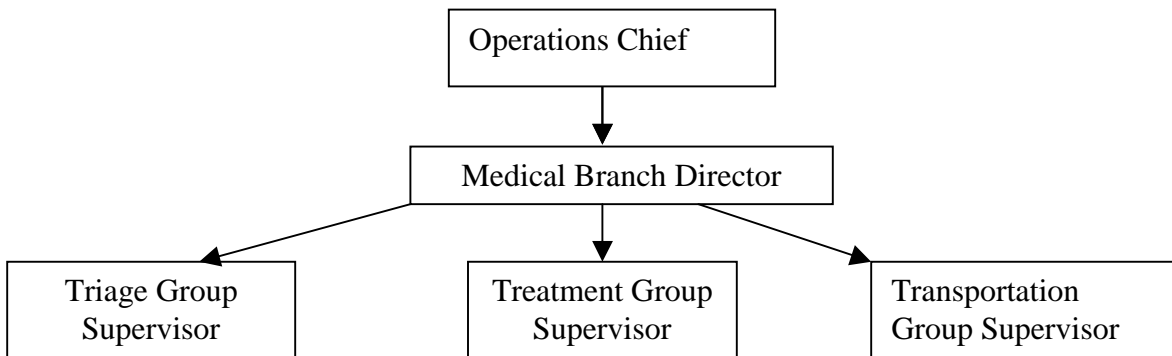 Operations Chief
Medical Branch Director
Triage Group
Supervisor
Treatment Group
Supervisor
Transportation
Group Supervisor